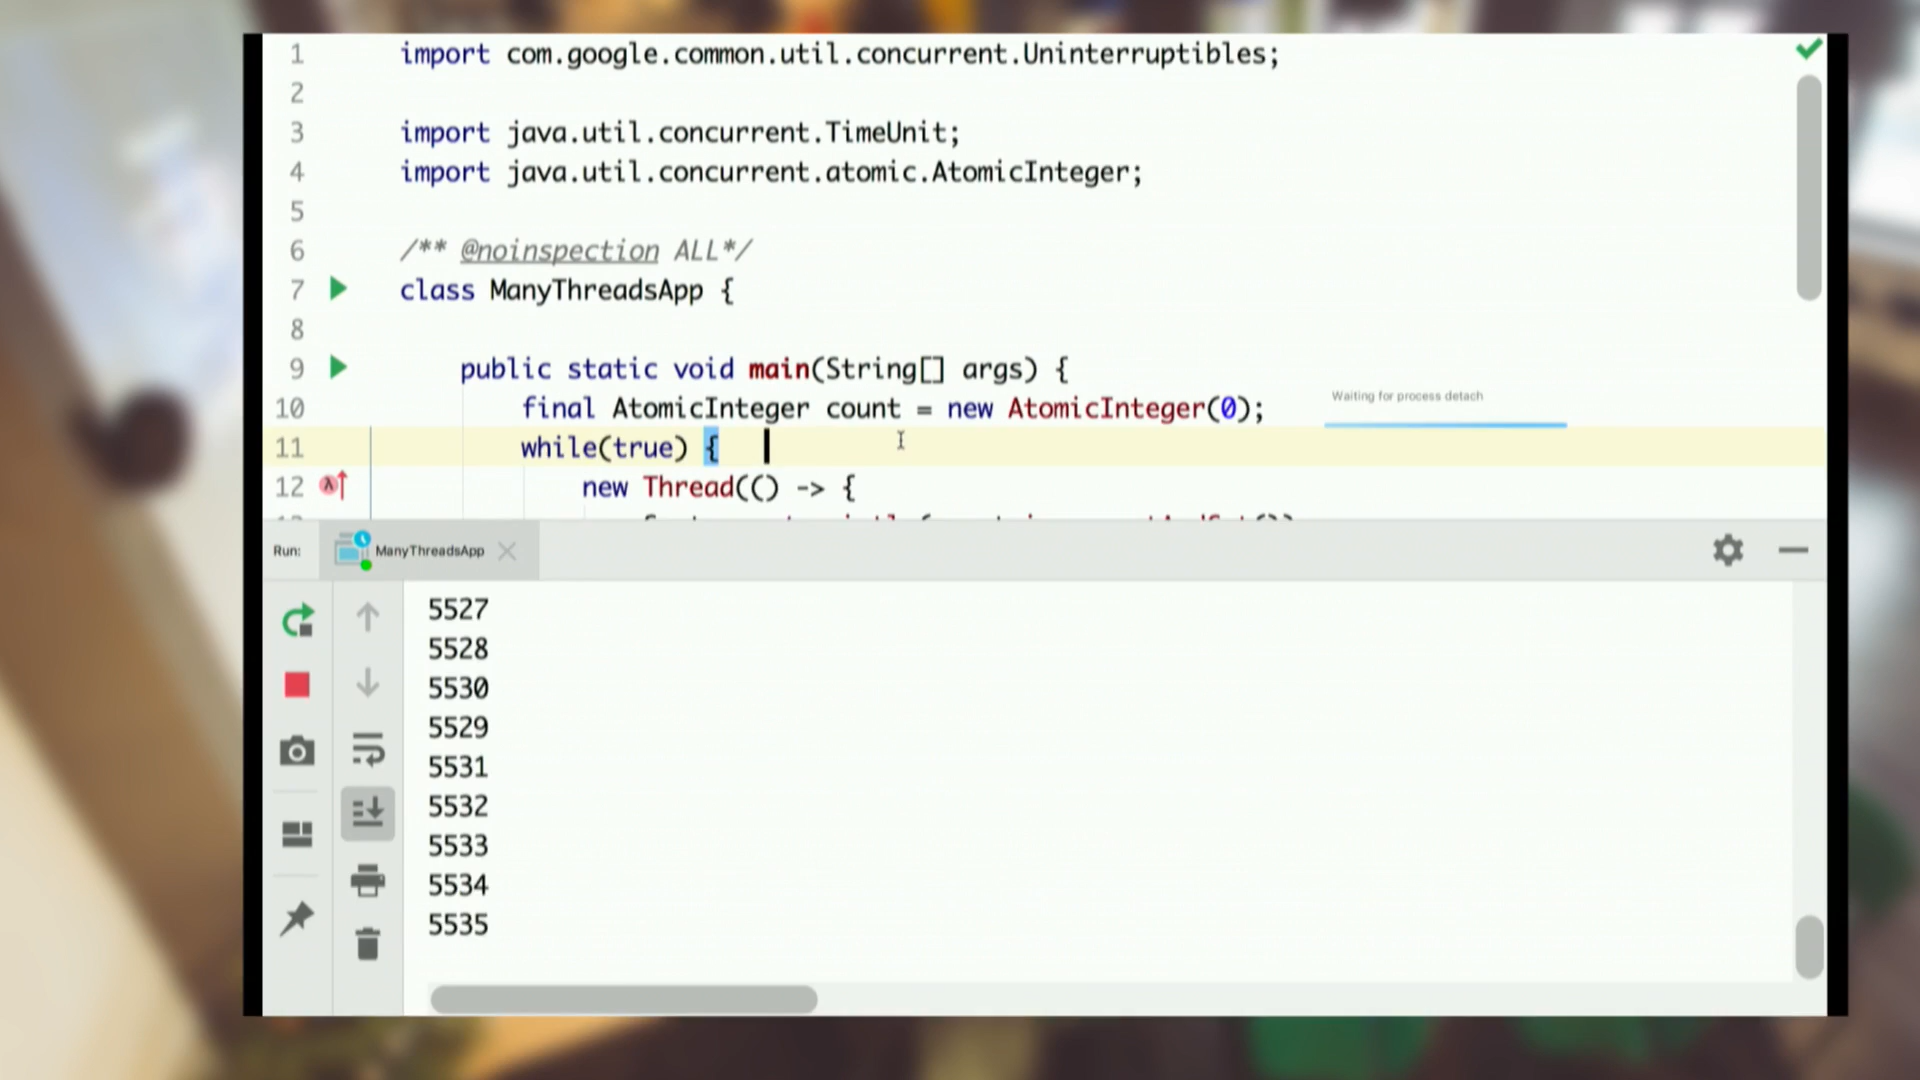 1 import com.google.common.util.concurrent.Uninterruptibles;
2
3 import java.util.concurrent.TimeUnit;
4 import java.util.concurrent.atomic.AtomicInteger;
5
6 /** @noinspection ALL*/
7 class ManyThreadsApp {
8
9 public static void main(String[] args) {
10 final AtomicInteger count = new AtomicInteger(0);
Waiting for process detach
11 while(true) {
12 new Thread(() -> {
Run: ManyThreadsApp
5527
5528
5530
5529
5531
5532
5533
5534
5535